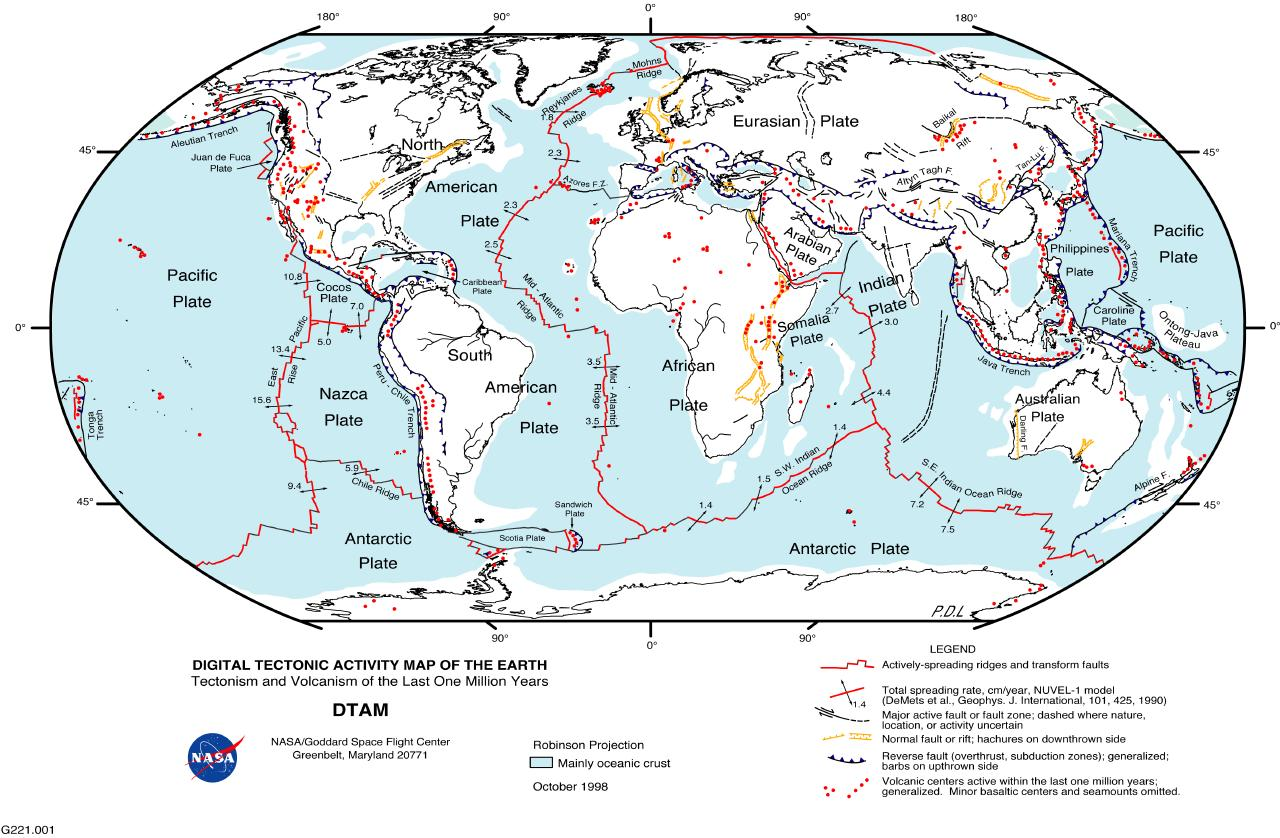 180°
90°
0°
90°
180°
Mohns
Ridge
Reykjanes
Ridge
1.8
Eurasian Plate
Baikal
Rift
Aleutian Trench
45°
Juan de Fuca
Plate
North
American
Plate
2.3
Azores F.Z.
Altyn Tagh F.
Tan-Lu F.
45°
2.3
2.5
Pacific
Plate
Arabian
Plate
Philippines
Plate
Mariana Trench
Pacific
Plate
10.8
Cocos
Plate
7.0
5.0
Caribbean
Plate
Mid - Atlantic
Ridge
Indian
Plate
2.7
3.0
Somalia
Plate
Caroline
Plate
Ontong-Java
Plateau
0°
0°
East Pacific
Rise
13.4
15.6
South
American
Plate
3.5
Mid Atlantic
Ridge
3.5
African
Plate
Java Trench
Nazca
Plate
Peru - Chile Trench
4.4
1.4
Australian
Plate
Darling F.
Tonga
Trench
5.9
Chile Ridge
9.4
S.W. Indian
Ocean Ridge
1.5
1.4
S.E. Indian Ocean Ridge
7.2
7.5
Alpine F.
45°
45°
Sandwich
Plate
Scotia Plate
Antarctic
Plate
Antarctic Plate
P.D.L
90°
0°
90°
DIGITAL TECTONIC ACTIVITY MAP OF THE EARTH
Tectonism and Volcanism of the Last One Million Years
DTAM
NASA
NASA/Goddard Space Flight Center
Greenbelt, Maryland 20771
Robinson Projection
Mainly oceanic crust
October 1998
LEGEND
Actively-spreading ridges and transform faults
1.4
Total spreading rate, cm/year, NUVEL-1 model
(DeMets et al., Geophys. J. International, 101, 425, 1990)
Major active fault or fault zone; dashed where nature,
location, or activity uncertain
Normal fault or rift; hachures on downthrown side
Reverse fault (overthrust, subduction zones); generalized;
barbs on upthrown side
Volcanic centers active within the last one million years;
generalized. Minor basaltic centers and seamounts omitted.
G221.001